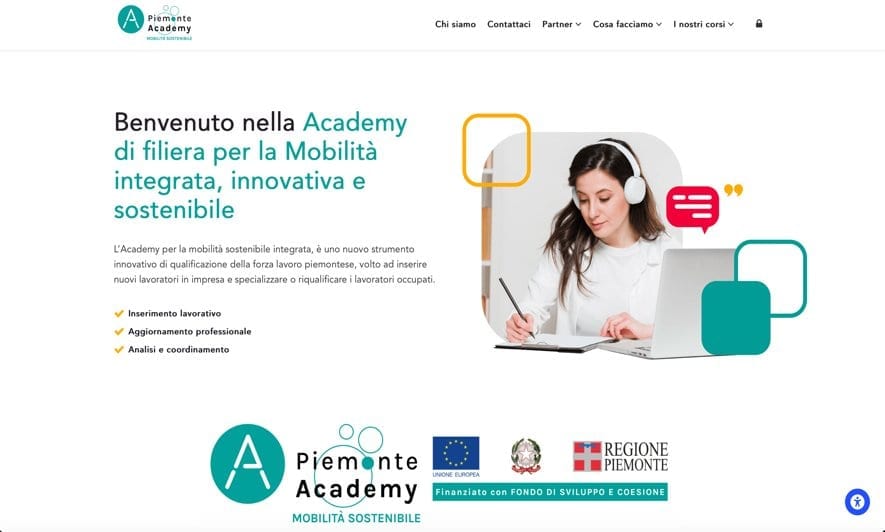 A
Piemonte
Academy
MOBILITÀ SOSTENIBILE
Chi siamo
Contattaci
Partner
Cosa facciamo
I nostri corsi
Benvenuto nella Academy
di filiera per la Mobilità
integrata, innovativa e
sostenibile
L'Academy per la mobilità sostenibile integrata, è uno nuovo strumento
innovativo di qualificazione della forza lavoro piemontese, volto ad inserire
nuovi lavoratori in impresa e specializzare o riqualificare i lavoratori occupati.
Inserimento lavorativo
Aggiornamento professionale
Analisi e coordinamento
A
Piemonte
Academy
MOBILITÀ SOSTENIBILE
UNIONE EUROPEA
REGIONE
PIEMONTE
Finanziato con FONDO DI SVILUPPO E COESIONE